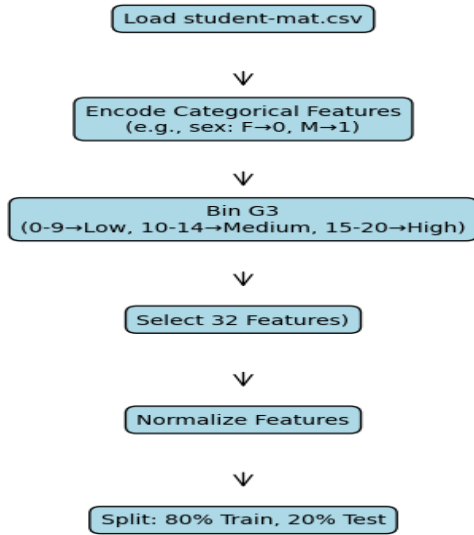 Load student-mat.csv
Encode Categorical Features
(e.g., sex: F→0, M→1)
Bin G3
(0-9→Low, 10-14→Medium, 15-20→High)
Select 32 Features)
Normalize Features
Split: 80% Train, 20% Test